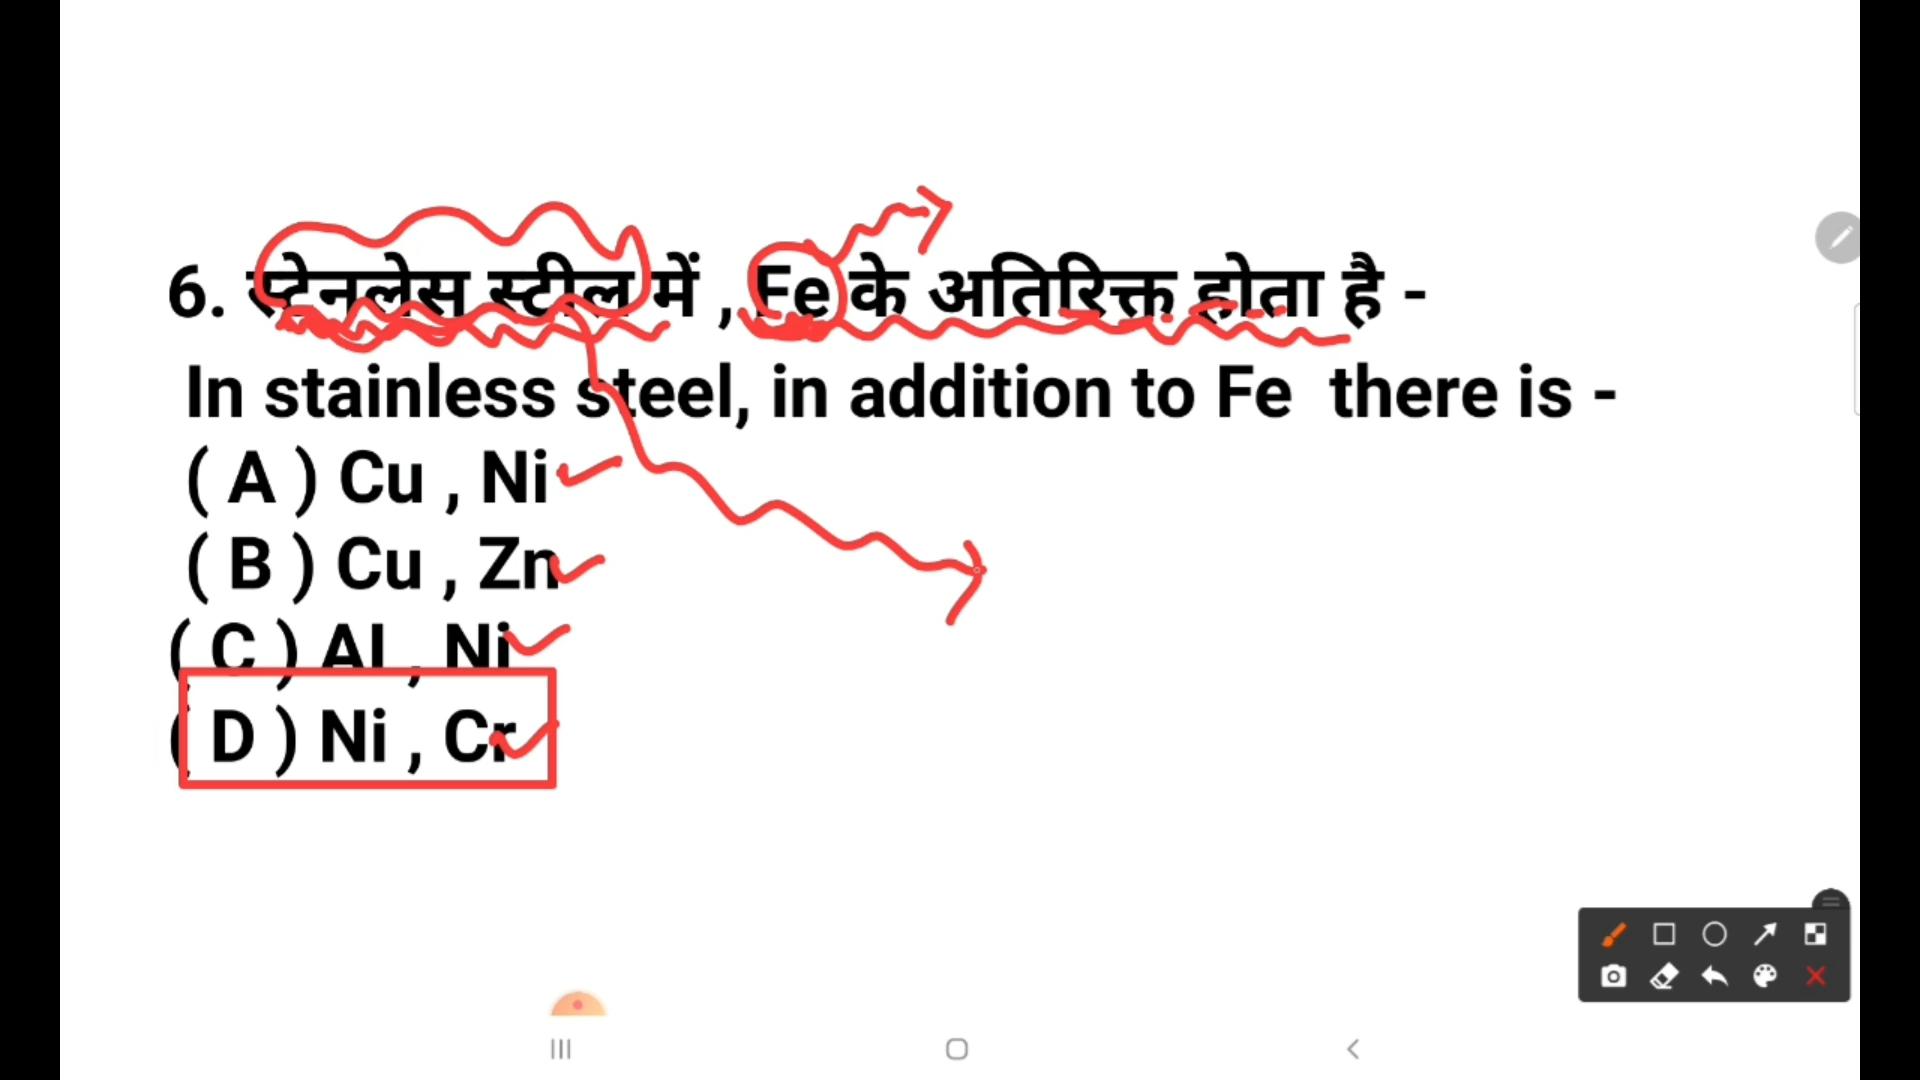 6. स्टेनलेस स्टील में , Fe के अतिरिक्त होता है -
In stainless steel, in addition to Fe there is -
( A ) Cu , Ni
( B ) Cu , Zn
( C ) Al , Ni
( D ) Ni , Cr